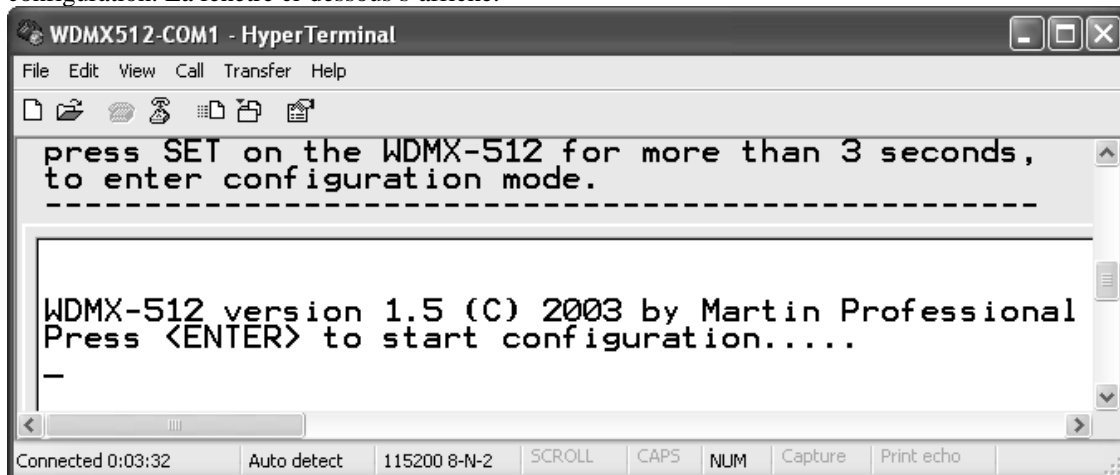 configuration. La fenêtre ci-dessous s'affiche:
WDMX512-COM1 - HyperTerminal
File Edit View Call Transfer Help
press SET on the WDMX-512 for more than 3 seconds,
to enter configuration mode.
--------------------------------------------------
WDMX-512 version 1.5 (C) 2003 by Martin Professional
Press <ENTER> to start configuration.....
_
Connected 0:03:32 Auto detect 115200 8-N-2 SCROLL CAPS NUM Capture Print echo